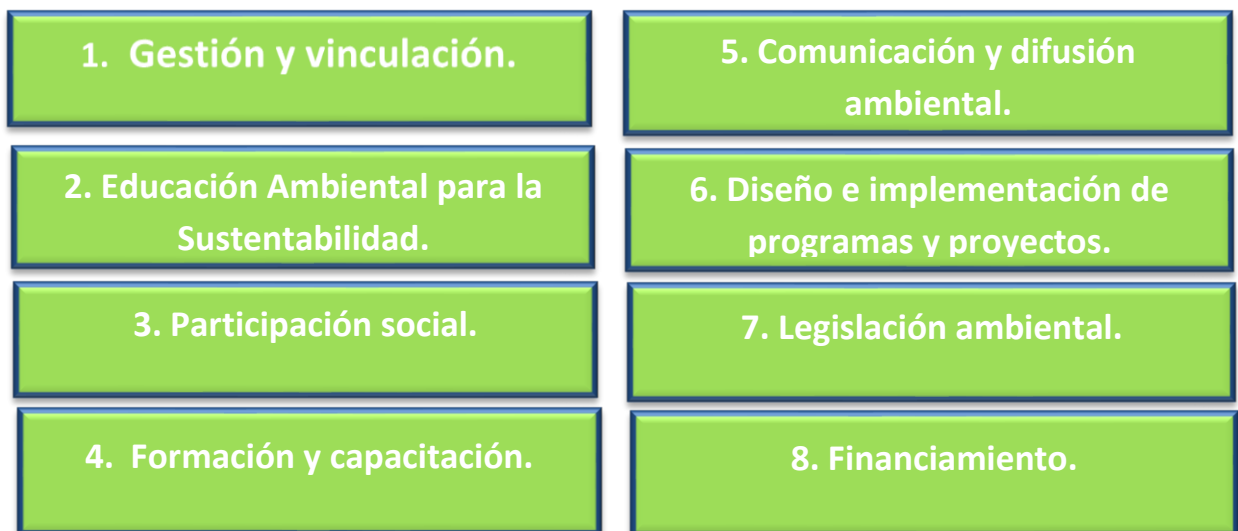 1. Gestión y vinculación.
2. Educación Ambiental para la
Sustentabilidad.
3. Participación social.
4. Formación y capacitación.
5. Comunicación y difusión
ambiental.
6. Diseño e implementación de
programas y proyectos.
7. Legislación ambiental.
8. Financiamiento.